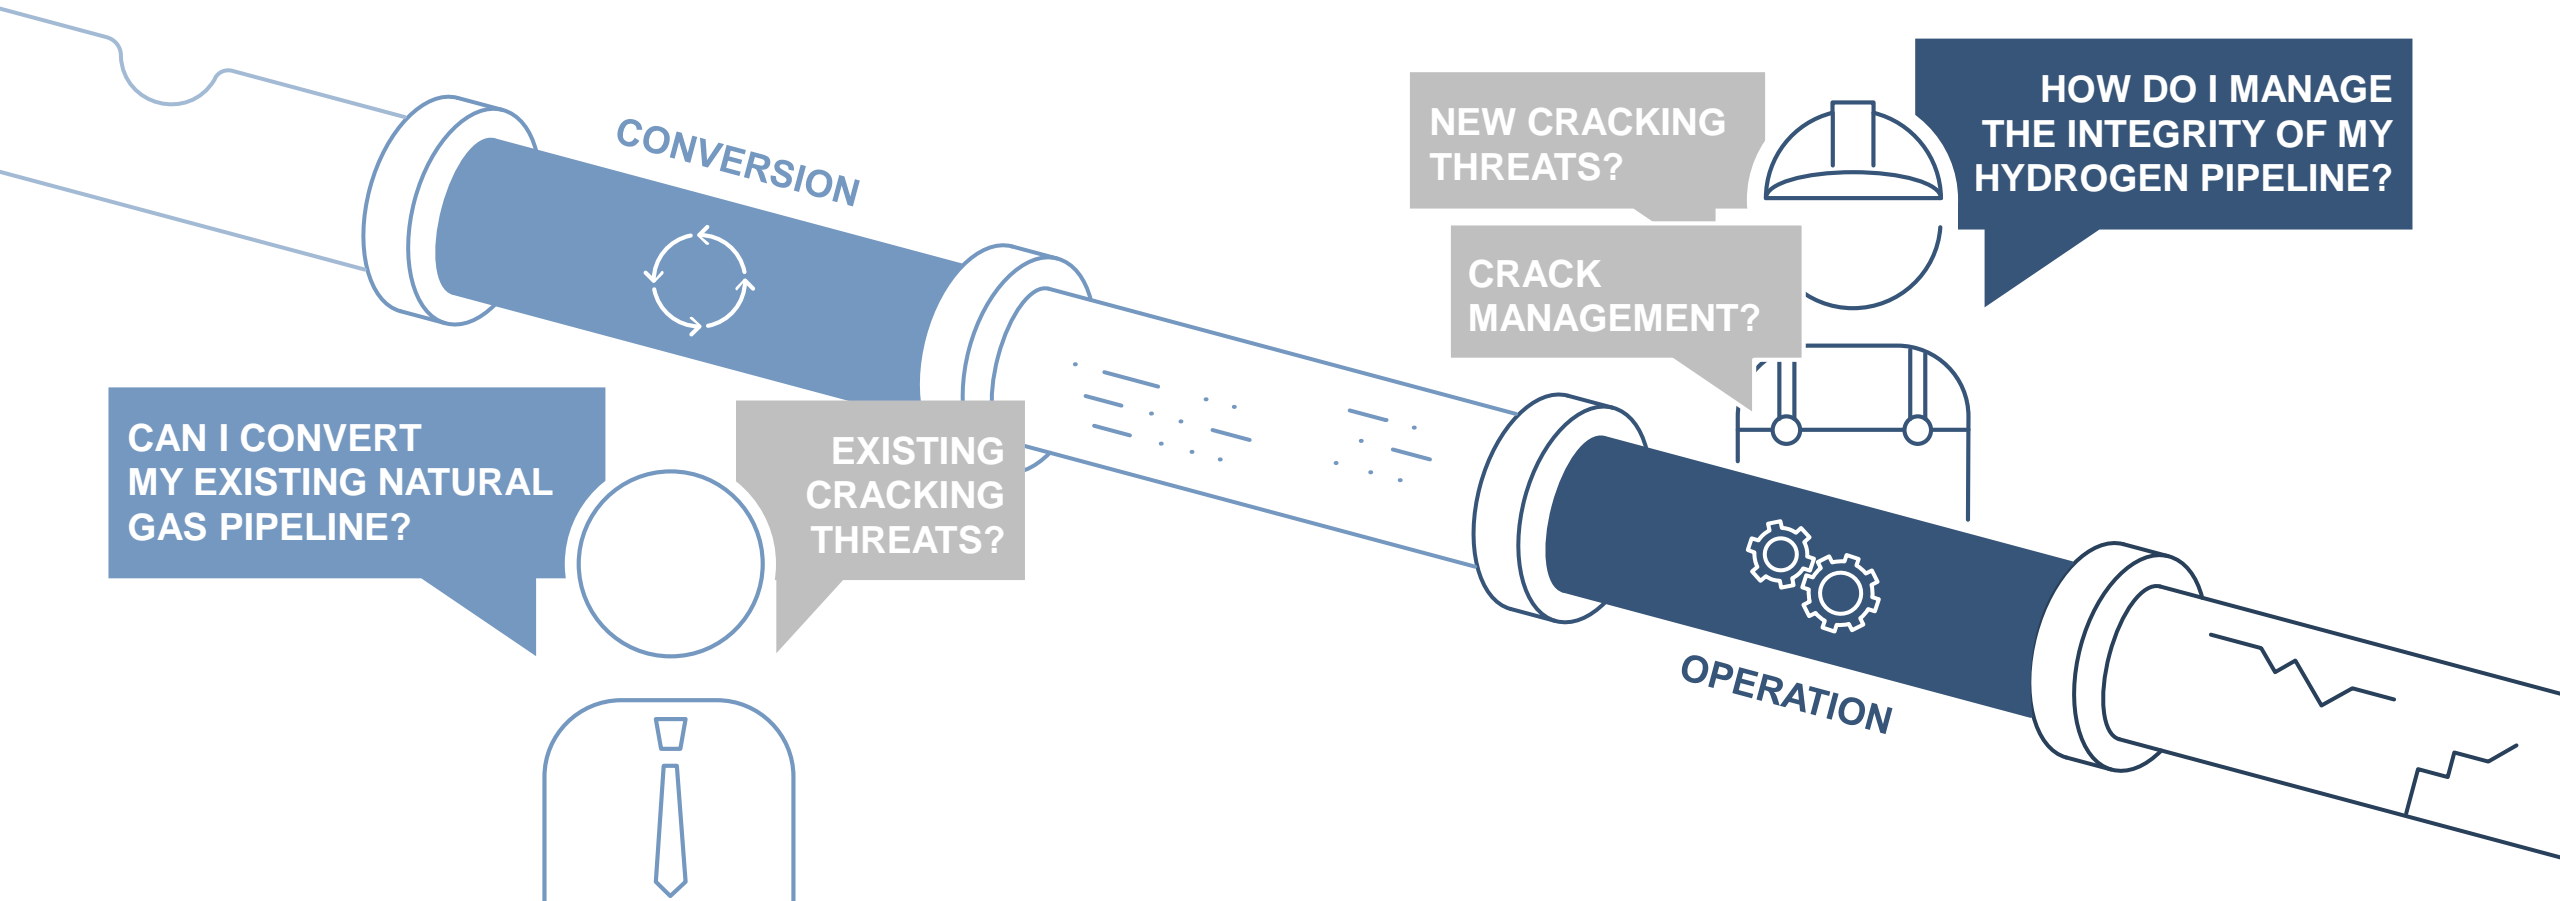 CONVERSION
CAN I CONVERT
MY EXISTING NATURAL
GAS PIPELINE?
EXISTING
CRACKING
THREATS?
NEW CRACKING
THREATS?
CRACK
MANAGEMENT?
HOW DO I MANAGE
THE INTEGRITY OF MY
HYDROGEN PIPELINE?
OPERATION